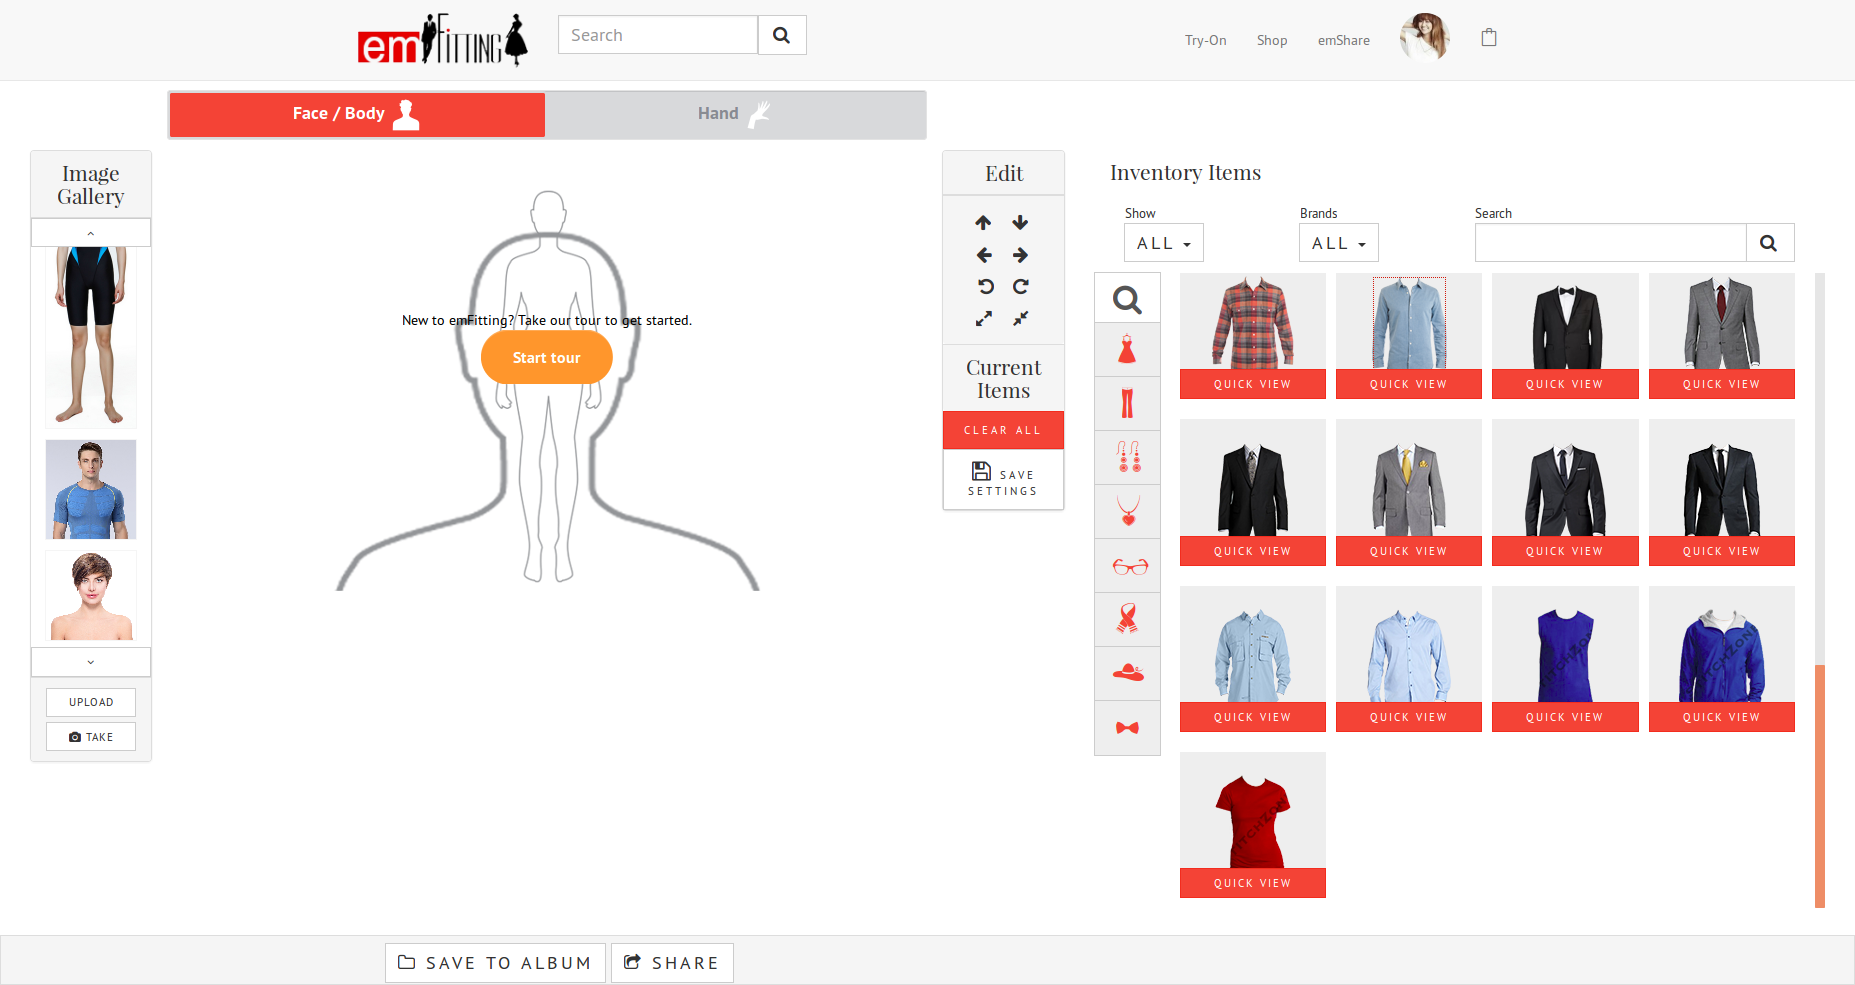 em FITTING
Search
Try-On
Shop
emShare
Face / Body
Hand
Image
Gallery
UPLOAD
TAKE
New to emFitting? Take our tour to get started.
Start tour
Edit
Current
Items
CLEAR ALL
SAVE
SETTINGS
Inventory Items
Show
Brands
Search
ALL
ALL
QUICK VIEW
QUICK VIEW
QUICK VIEW
QUICK VIEW
QUICK VIEW
QUICK VIEW
QUICK VIEW
QUICK VIEW
QUICK VIEW
QUICK VIEW
QUICK VIEW
QUICK VIEW
QUICK VIEW
SAVE TO ALBUM
SHARE